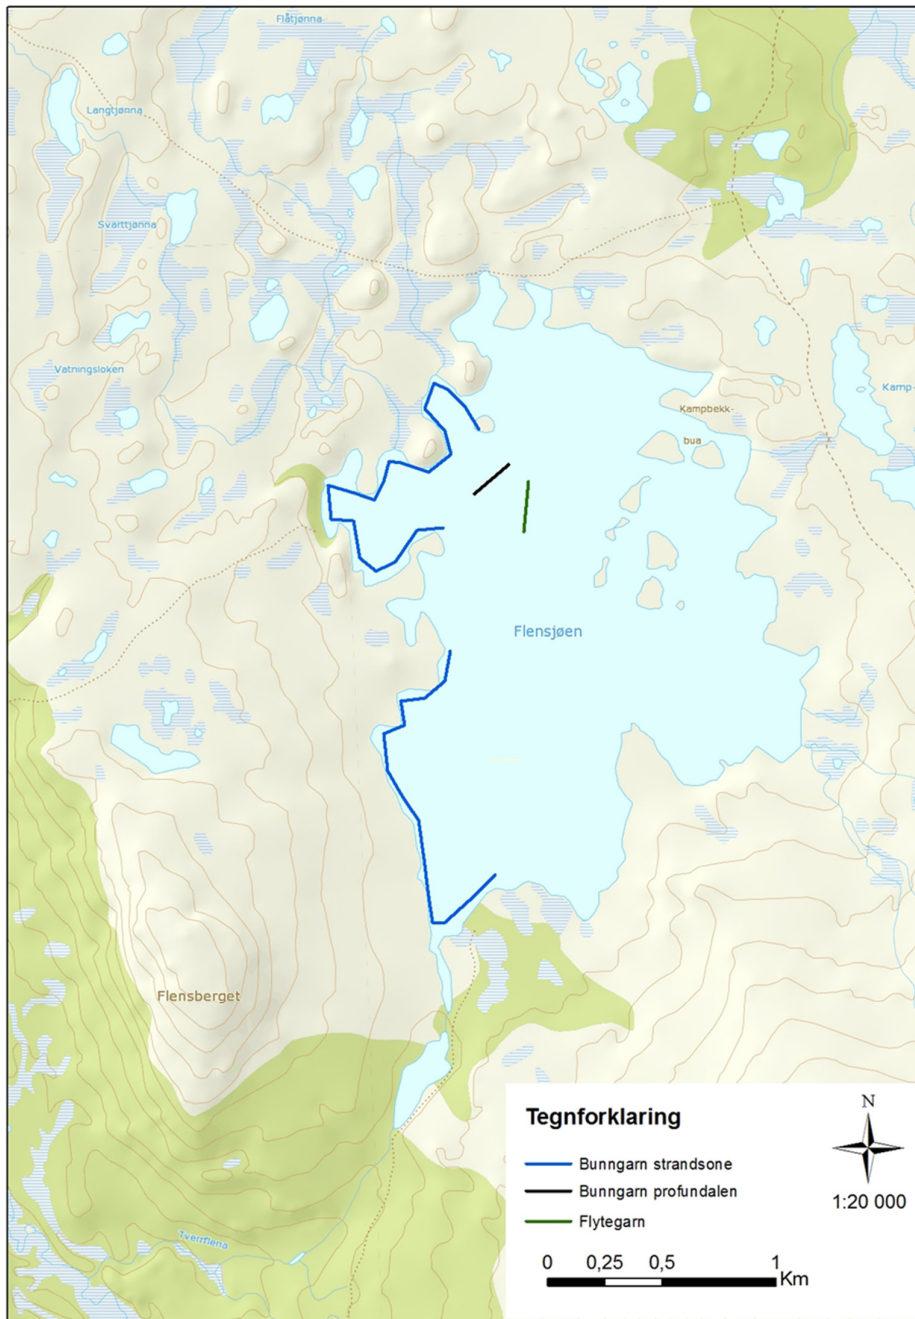 Flåtjønna
Langtjønna
Svarttjønna
Vatningsloken
Kamp-
Kampbekk-
bua
Flensjøen
Flensberget
Tverrflena
Tegnforklaring
Bunngarn strandsone
Bunngarn profundalen
Flytegarn
N
1:20 000
0 0,25 0,5 1
Km